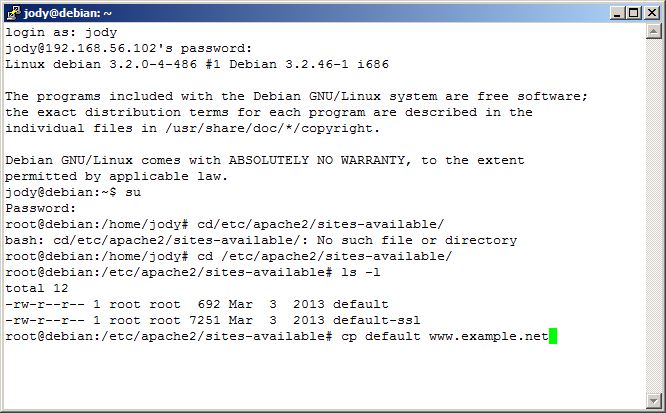 jody@debian: ~
login as: jody
jody@192.168.56.102's password:
Linux debian 3.2.0-4-486 #1 Debian 3.2.46-1 i686
The programs included with the Debian GNU/Linux system are free software;
the exact distribution terms for each program are described in the
individual files in /usr/share/doc/*/copyright.
Debian GNU/Linux comes with ABSOLUTELY NO WARRANTY, to the extent
permitted by applicable law.
jody@debian:~$ su
Password:
root@debian:/home/jody# cd/etc/apache2/sites-available/
bash: cd/etc/apache2/sites-available/: No such file or directory
root@debian:/home/jody# cd /etc/apache2/sites-available/
root@debian:/etc/apache2/sites-available# ls -l
total 12
-rw-r--r-- 1 root root  692 Mar  3  2013 default
-rw-r--r-- 1 root root 7251 Mar  3  2013 default-ssl
root@debian:/etc/apache2/sites-available# cp default www.example.net